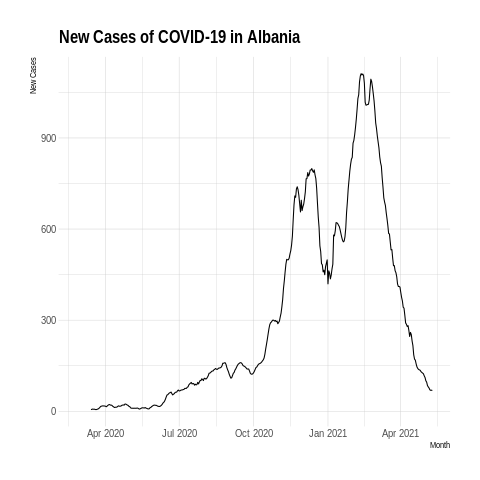 New Cases of COVID-19 in Albania
New Cases
900
600
300
0
Apr 2020 Jul 2020 Oct 2020 Jan 2021 Apr 2021
Month